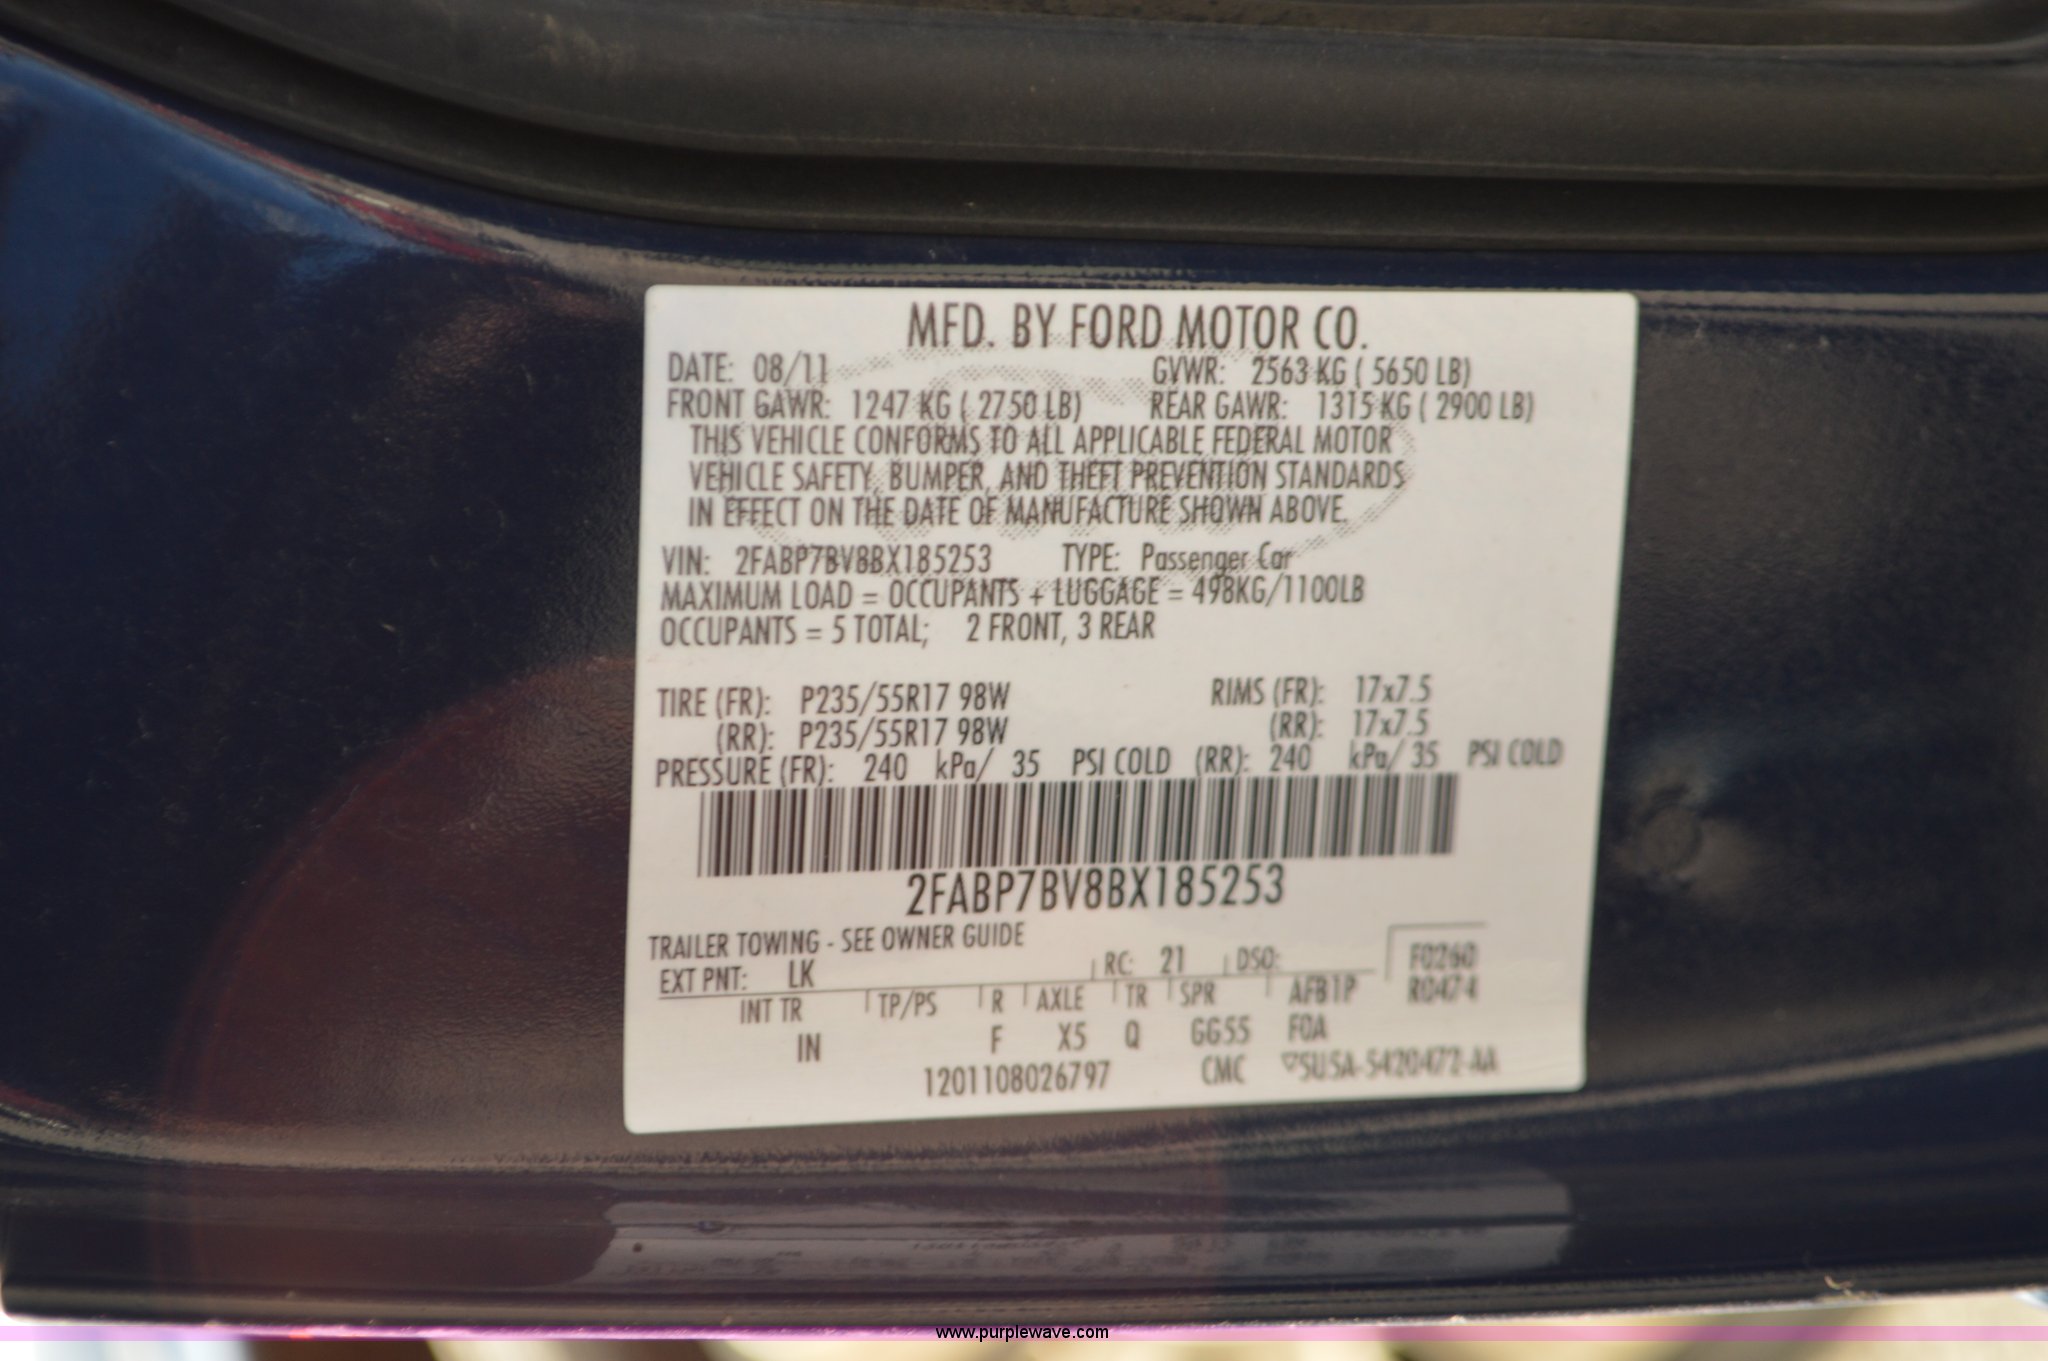 MFD. BY FORD MOTOR CO.
DATE: 08/11 GVWR: 2563 KG ( 5650 LB)
FRONT GAWR: 1247 KG ( 2750 LB) REAR GAWR: 1315 KG ( 2900 LB)
THIS VEHICLE CONFORMS TO ALL APPLICABLE FEDERAL MOTOR
VEHICLE SAFETY, BUMPER, AND THEFT PREVENTION STANDARDS
IN EFFECT ON THE DATE OF MANUFACTURE SHOWN ABOVE.
VIN: 2FABP7BV8BX185253 TYPE: Passenger Car
MAXIMUM LOAD = OCCUPANTS + LUGGAGE = 498KG/1100LB
OCCUPANTS = 5 TOTAL; 2 FRONT, 3 REAR
TIRE (FR): P235/55R17 98W RIMS (FR): 17x7.5
(RR): P235/55R17 98W (RR): 17x7.5
PRESSURE (FR): 240 kPa/ 35 PSI COLD (RR): 240 kPa/ 35 PSI COLD
2FABP7BV8BX185253
TRAILER TOWING - SEE OWNER GUIDE
EXT PNT: LK RC: 21 DSO: F0260
INT TR TP/PS R AXLE TR SPR AFB1P R0474
IN F X5 Q GG55 FOA
1201108026797 CMC ▽5U5A-5420472-AA
www.purplewave.com